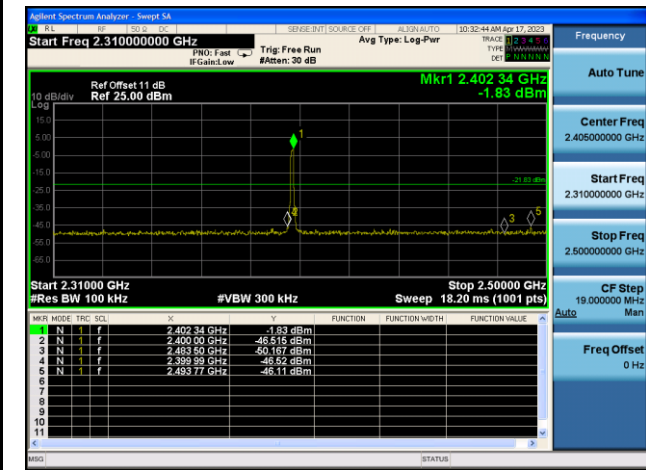 Agilent Spectrum Analyzer - Swept SA
RL RF 50 Ω DC SENSE:INT SOURCE OFF ALIGN AUTO 10:32:44 AM Apr 17, 2023
Start Freq 2.310000000 GHz
PNO: Fast
IFGain:Low
Trig: Free Run
#Atten: 30 dB
Avg Type: Log-Pwr
TRACE 1 2 3 4 5 6
TYPE
DET P N N N N N
Ref Offset 11 dB
10 dB/div Ref 25.00 dBm
Log
Mkr1 2.402 34 GHz
-1.83 dBm
15.0
5.00
-5.00
-15.0
-25.0
-35.0
-45.0
-55.0
-65.0
1
-21.83 dBm
3
5
Start 2.31000 GHz Stop 2.50000 GHz
#Res BW 100 kHz #VBW 300 kHz Sweep 18.20 ms (1001 pts)
MKR MODE TRC SCL X Y FUNCTION FUNCTION WIDTH FUNCTION VALUE
1 N 1 f 2.402 34 GHz -1.83 dBm
2 N 1 f 2.400 00 GHz -46.515 dBm
3 N 1 f 2.483 50 GHz -50.167 dBm
4 N 1 f 2.399 99 GHz -46.52 dBm
5 N 1 f 2.493 77 GHz -46.11 dBm
6
7
8
9
10
11
MSG STATUS
Frequency
Auto Tune
Center Freq
2.405000000 GHz
Start Freq
2.310000000 GHz
Stop Freq
2.500000000 GHz
CF Step
19.000000 MHz
Auto Man
Freq Offset
0 Hz